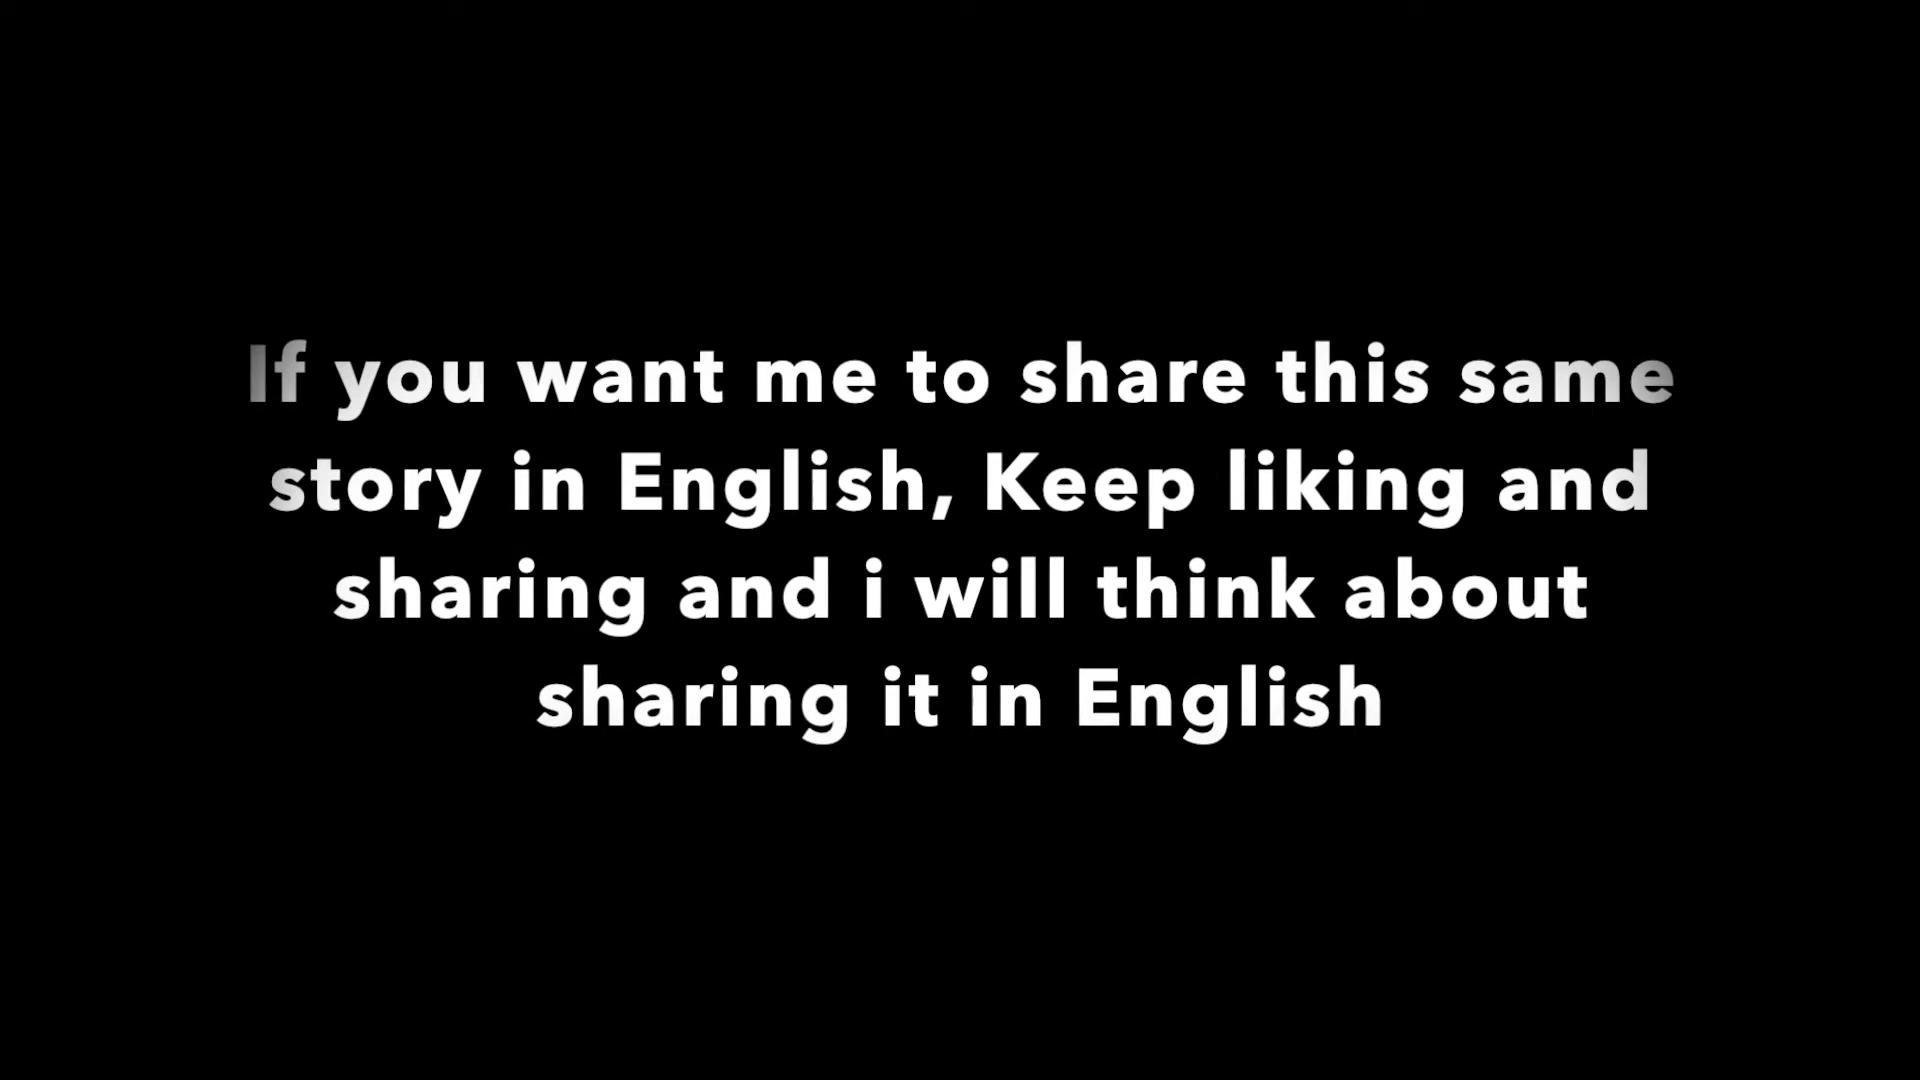 If you want me to share this same
story in English, Keep liking and
sharing and i will think about
sharing it in English